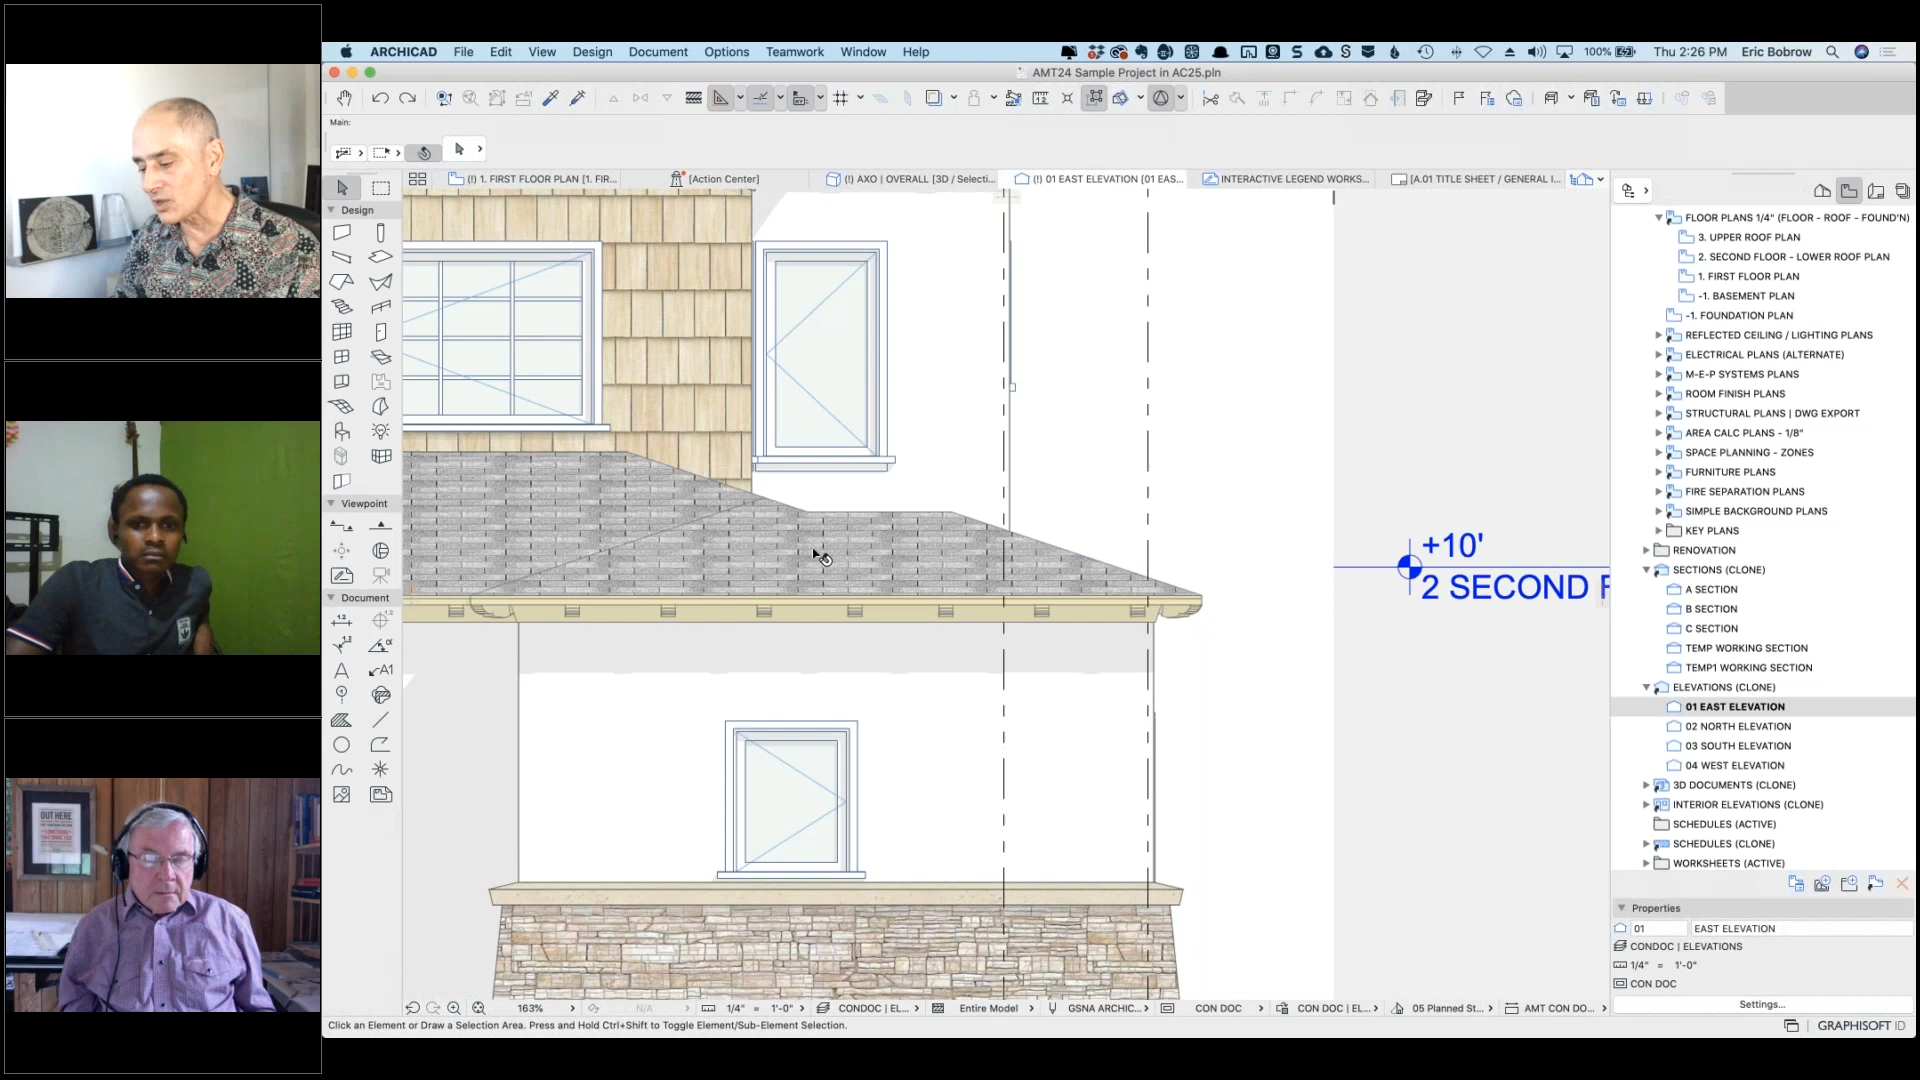 ARCHICAD File Edit View Design Document Options Teamwork Window Help
100% Thu 2:26 PM Eric Bobrow
AMT24 Sample Project in AC25.pln
Main:
(!) 1. FIRST FLOOR PLAN [1. FIR...
[Action Center]
(!) AXO | OVERALL [3D / Selecti...
(!) 01 EAST ELEVATION [01 EAS...
INTERACTIVE LEGEND WORKS...
[A.01 TITLE SHEET / GENERAL I...
Design
Viewpoint
Document
+10'
2 SECOND F
FLOOR PLANS 1/4" (FLOOR - ROOF - FOUND'N)
3. UPPER ROOF PLAN
2. SECOND FLOOR - LOWER ROOF PLAN
1. FIRST FLOOR PLAN
-1. BASEMENT PLAN
-1. FOUNDATION PLAN
REFLECTED CEILING / LIGHTING PLANS
ELECTRICAL PLANS (ALTERNATE)
M-E-P SYSTEMS PLANS
ROOM FINISH PLANS
STRUCTURAL PLANS | DWG EXPORT
AREA CALC PLANS - 1/8"
SPACE PLANNING - ZONES
FURNITURE PLANS
FIRE SEPARATION PLANS
SIMPLE BACKGROUND PLANS
KEY PLANS
RENOVATION
SECTIONS (CLONE)
A SECTION
B SECTION
C SECTION
TEMP WORKING SECTION
TEMP1 WORKING SECTION
ELEVATIONS (CLONE)
01 EAST ELEVATION
02 NORTH ELEVATION
03 SOUTH ELEVATION
04 WEST ELEVATION
3D DOCUMENTS (CLONE)
INTERIOR ELEVATIONS (CLONE)
SCHEDULES (ACTIVE)
SCHEDULES (CLONE)
WORKSHEETS (ACTIVE)
Properties
01 EAST ELEVATION
CONDOC | ELEVATIONS
1/4" = 1'-0"
CON DOC
Settings...
163% N/A 1/4" = 1'-0" CONDOC | EL... Entire Model GSNA ARCHIC... CON DOC CON DOC | EL... 05 Planned St... AMT CON DO...
Click an Element or Draw a Selection Area. Press and Hold Ctrl+Shift to Toggle Element/Sub-Element Selection.
GRAPHISOFT ID
OUT HERE